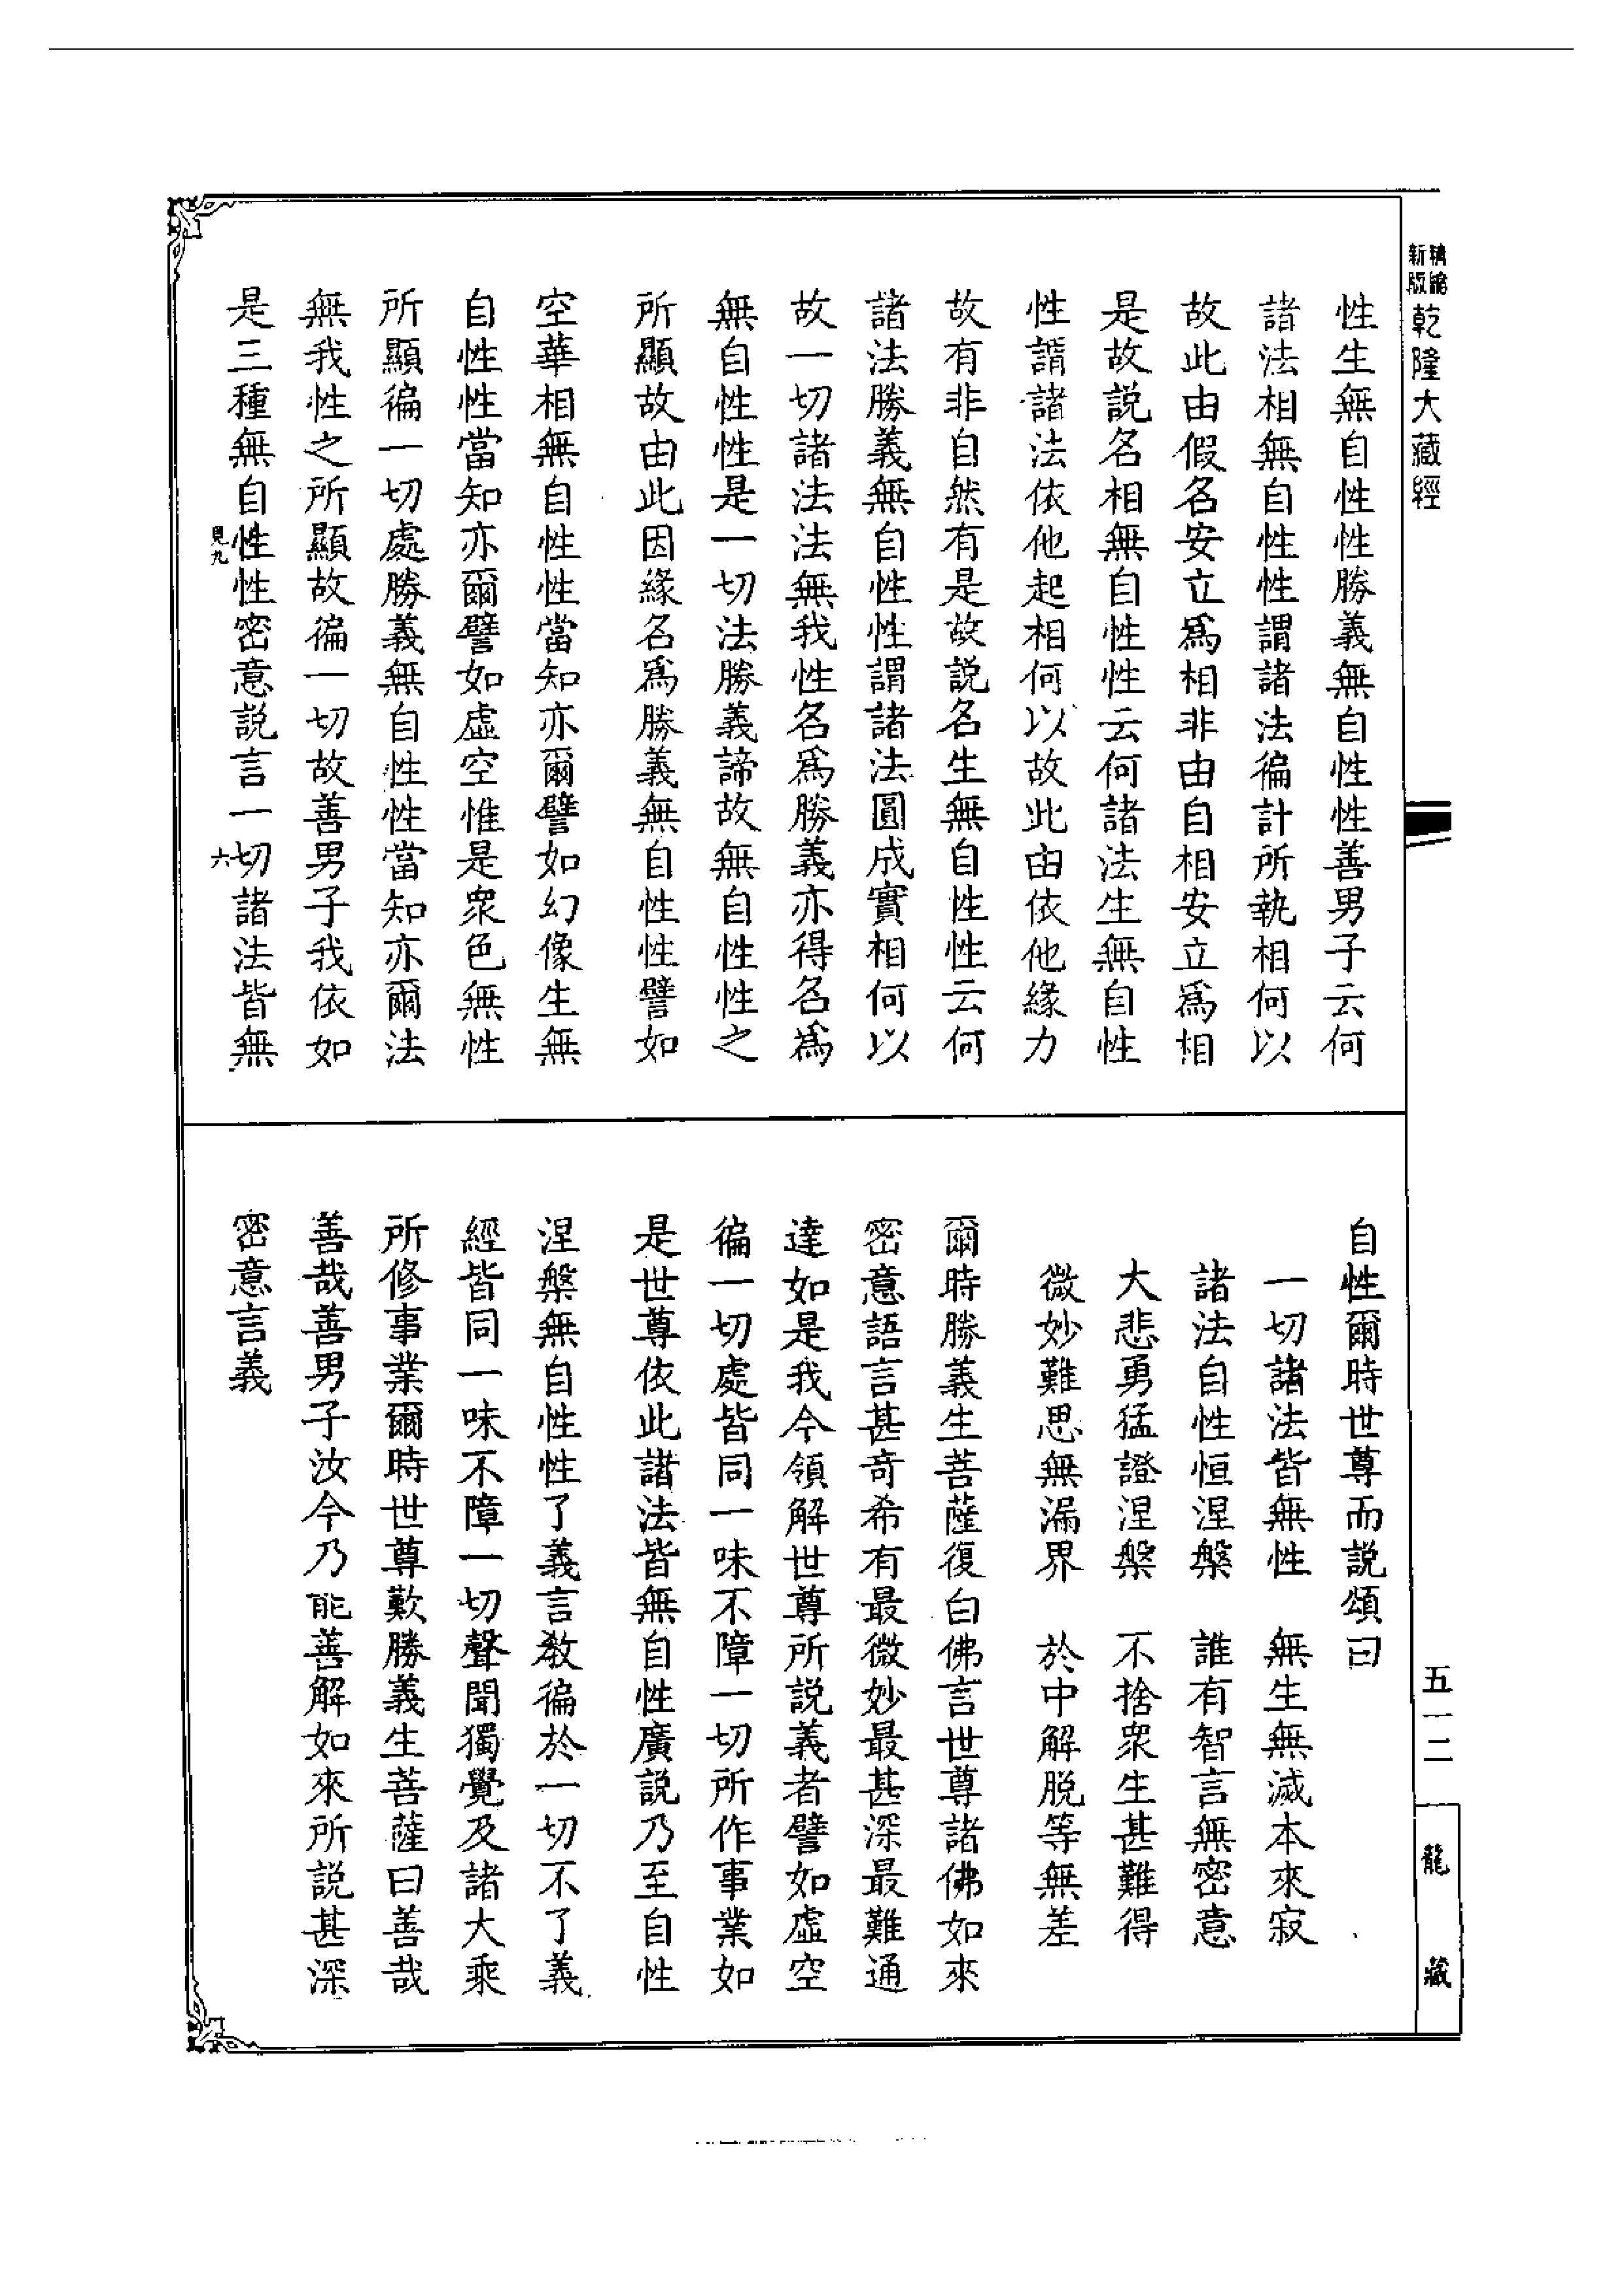 精編
新版
乾隆大藏經
性生無自性性勝義無自性性善男子云何
諸法相無自性性謂諸法徧計所執相何以
故此由假名安立爲相非由自相安立爲相
是故説名相無自性性云何諸法生無自性
性謂諸法依他起相何以故此由依他緣力
故有非自然有是故説名生無自性性云何
諸法勝義無自性性謂諸法圓成實相何以
故一切諸法法無我性名爲勝義亦得名爲
無自性性是一切法勝義諦故無自性性之
所顯故由此因緣名爲勝義無自性性譬如
空華相無自性性當知亦爾譬如幻像生無
自性性當知亦爾譬如虛空惟是衆色無性
所顯徧一切處勝義無自性性當知亦爾法
無我性之所顯故徧一切故善男子我依如
是三種無自性性密意説言一切諸法皆無
九
六
自性爾時世尊而説頌曰
一切諸法皆無性　無生無滅本來寂
諸法自性恒涅槃　誰有智言無密意
大悲勇猛證涅槃　不捨衆生甚難得
微妙難思無漏界　於中解脱等無差
爾時勝義生菩薩復白佛言世尊諸佛如來
密意語言甚奇希有最微妙最甚深最難通
達如是我今領解世尊所説義者譬如虛空
徧一切處皆同一味不障一切所作事業如
是世尊依此諸法皆無自性廣説乃至自性
涅槃無自性性了義言教徧於一切不了義
經皆同一味不障一切聲聞獨覺及諸大乘
所修事業爾時世尊歎勝義生菩薩曰善哉
善哉善男子汝今乃能善解如來所説甚深
密意言義
五一二
龍藏